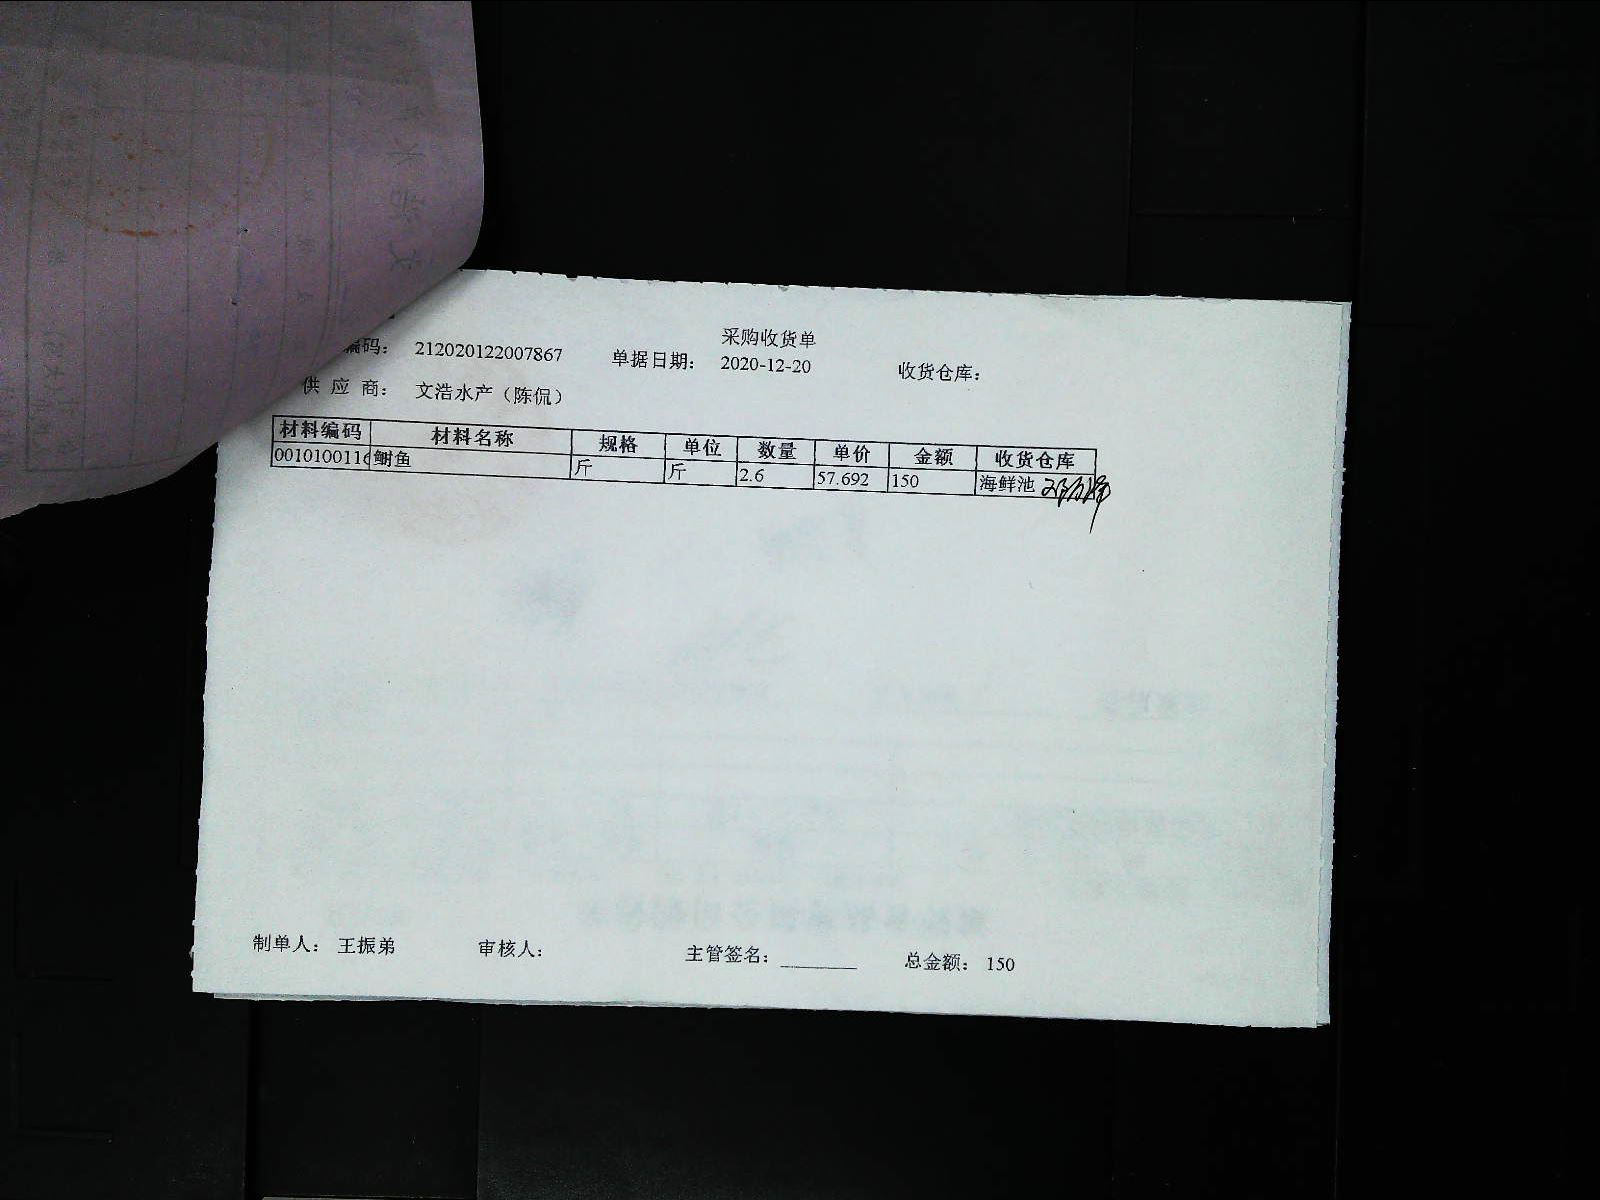 采购收货单
编码: 212020122007867 单据日期: 2020-12-20 收货仓库:
供 应 商: 文浩水产（陈侃）
材料编码 材料名称 规格 单位 数量 单价 金额 收货仓库
001010011 鲥鱼 斤 斤 2.6 57.692 150 海鲜池
制单人: 王振弟 审核人: 主管签名: ________ 总金额: 150